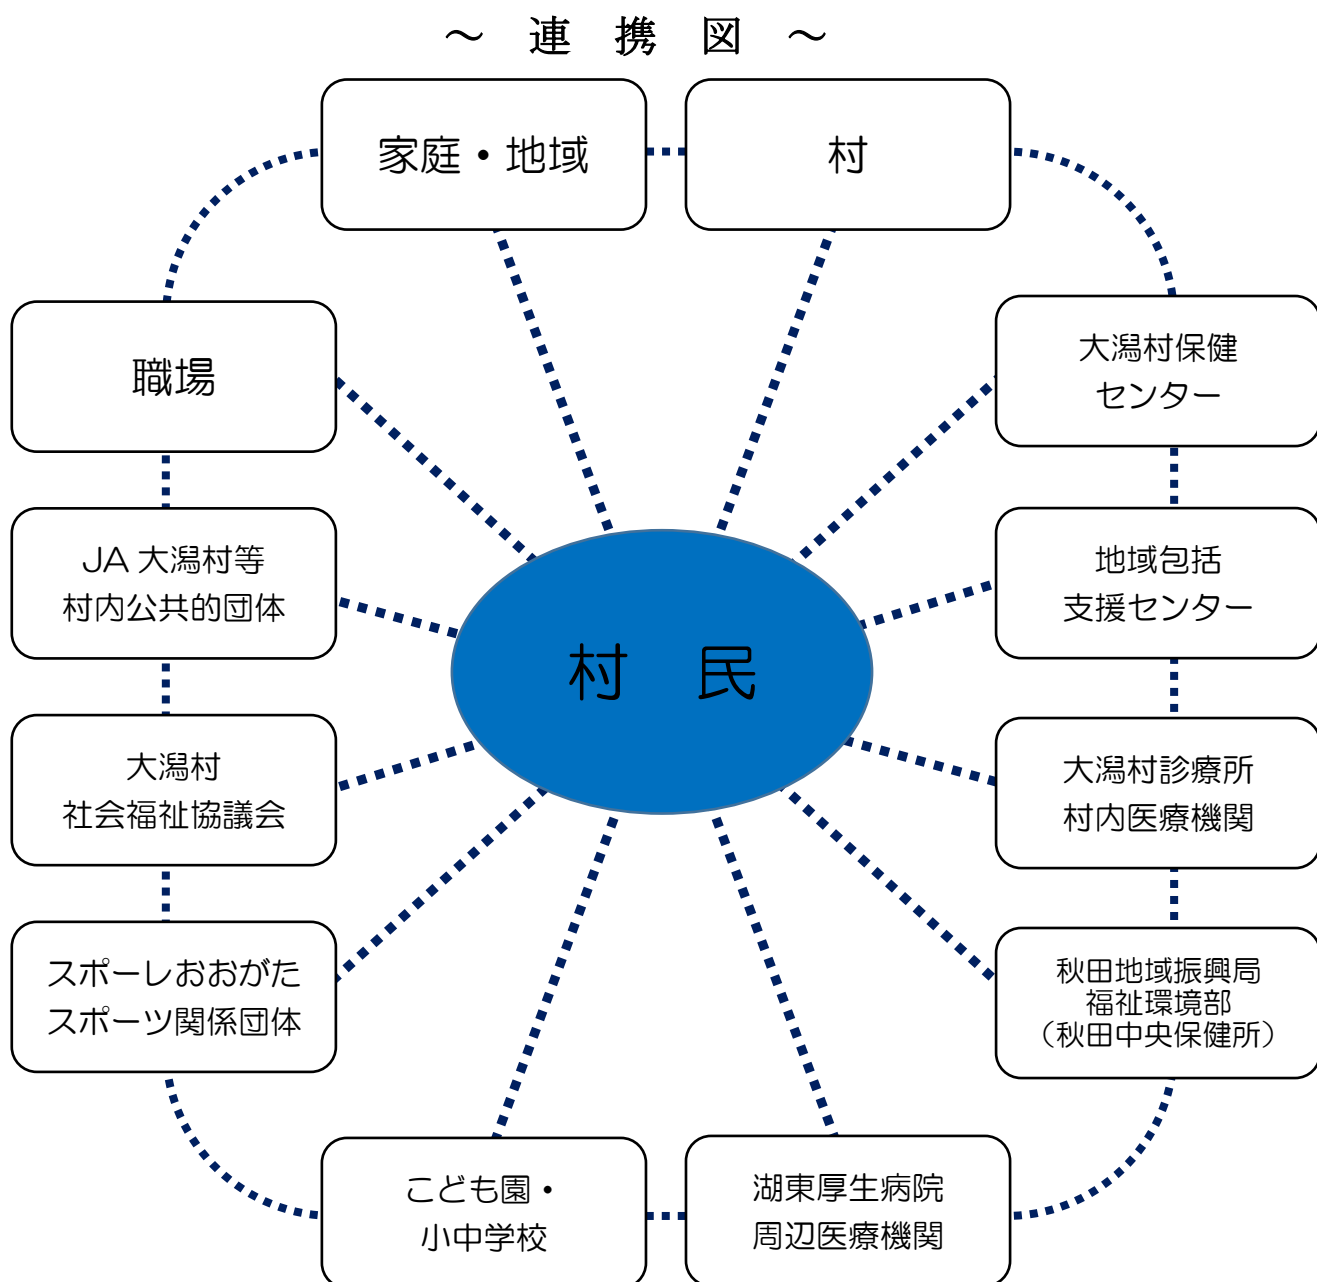 ～　連　携　図　～
家庭・地域
村
職場
大潟村保健
センター
JA 大潟村等
村内公共的団体
地域包括
支援センター
村　民
大潟村
社会福祉協議会
大潟村診療所
村内医療機関
スポーレおおがた
スポーツ関係団体
秋田地域振興局
福祉環境部
（秋田中央保健所）
こども園・
小中学校
湖東厚生病院
周辺医療機関